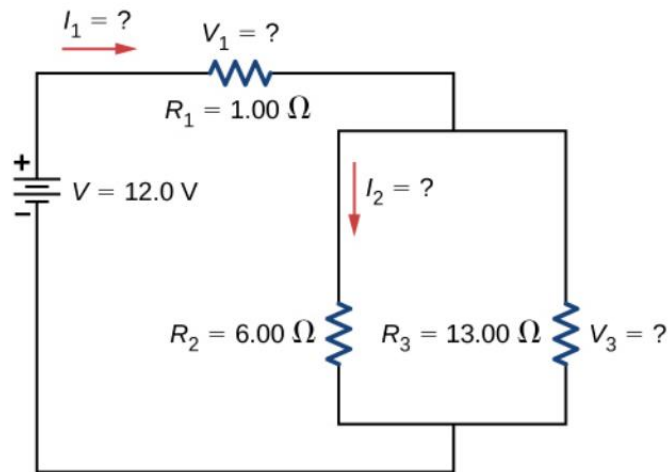 I₁ = ?
V₁ = ?
R₁ = 1.00 Ω
+
V = 12.0 V
−
I₂ = ?
R₂ = 6.00 Ω
R₃ = 13.00 Ω
V₃ = ?